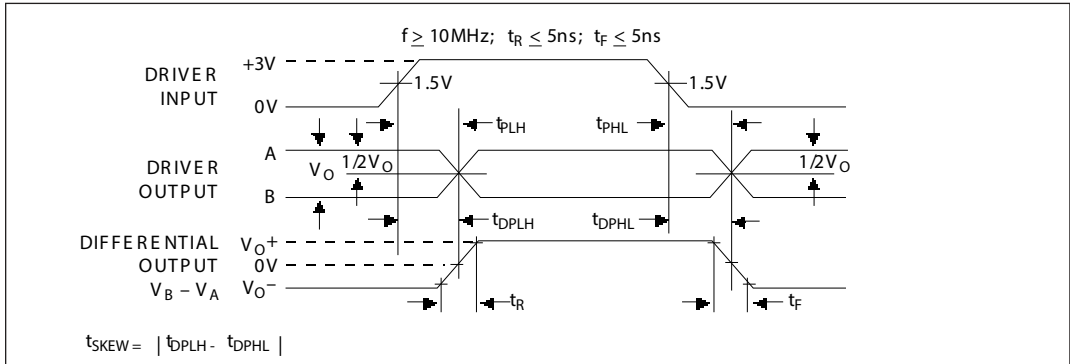 f ≥ 10MHz; tR ≤ 5ns; tF ≤ 5ns
+3V
DRIVER
INPUT
1.5V
1.5V
0V
tPLH
tPHL
A
DRIVER
OUTPUT
VO
1/2VO
1/2VO
B
tDPLH
tDPHL
DIFFERENTIAL
OUTPUT
VB – VA
VO+
0V
VO–
tR
tF
tSKEW = | tDPLH - tDPHL |